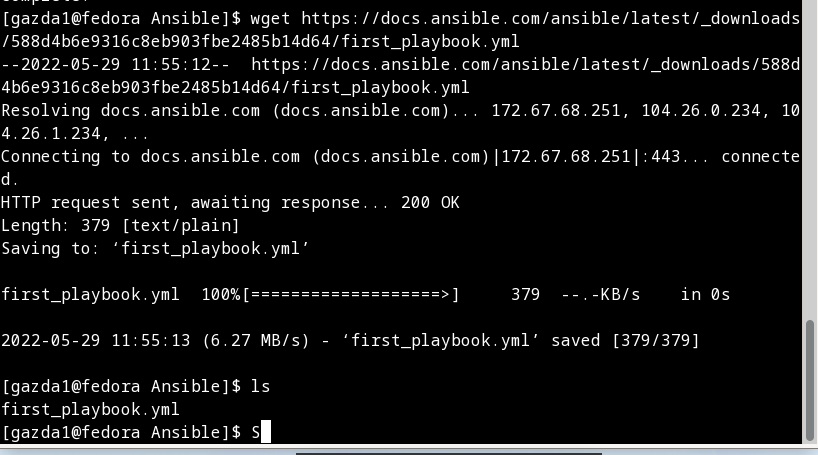 [gazda1@fedora Ansible]$ wget https://docs.ansible.com/ansible/latest/_downloads
/588d4b6e9316c8eb903fbe2485b14d64/first_playbook.yml
--2022-05-29 11:55:12--  https://docs.ansible.com/ansible/latest/_downloads/588d
4b6e9316c8eb903fbe2485b14d64/first_playbook.yml
Resolving docs.ansible.com (docs.ansible.com)... 172.67.68.251, 104.26.0.234, 10
4.26.1.234, ...
Connecting to docs.ansible.com (docs.ansible.com)|172.67.68.251|:443... connecte
d.
HTTP request sent, awaiting response... 200 OK
Length: 379 [text/plain]
Saving to: ‘first_playbook.yml’
first_playbook.yml  100%[===================>]     379  --.-KB/s    in 0s
2022-05-29 11:55:13 (6.27 MB/s) - ‘first_playbook.yml’ saved [379/379]
[gazda1@fedora Ansible]$ ls
first_playbook.yml
[gazda1@fedora Ansible]$ S